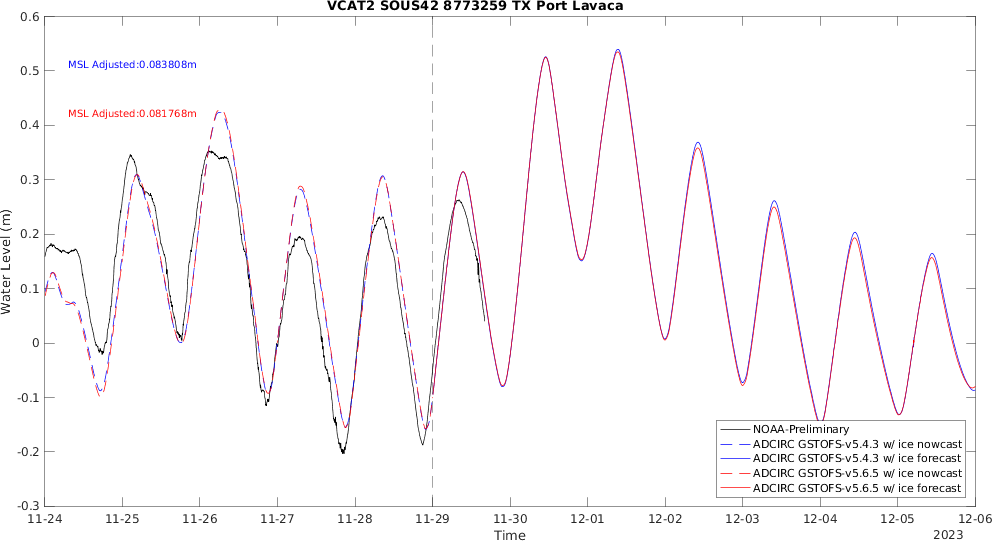 VCAT2 SOUS42 8773259 TX Port Lavaca
0.6
0.5
0.4
0.3
0.2
0.1
0
-0.1
-0.2
-0.3
Water Level (m)
MSL Adjusted:0.083808m
MSL Adjusted:0.081768m
NOAA-Preliminary
ADCIRC GSTOFS-v5.4.3 w/ ice nowcast
ADCIRC GSTOFS-v5.4.3 w/ ice forecast
ADCIRC GSTOFS-v5.6.5 w/ ice nowcast
ADCIRC GSTOFS-v5.6.5 w/ ice forecast
11-24 11-25 11-26 11-27 11-28 11-29 11-30 12-01 12-02 12-03 12-04 12-05 12-06
Time
2023